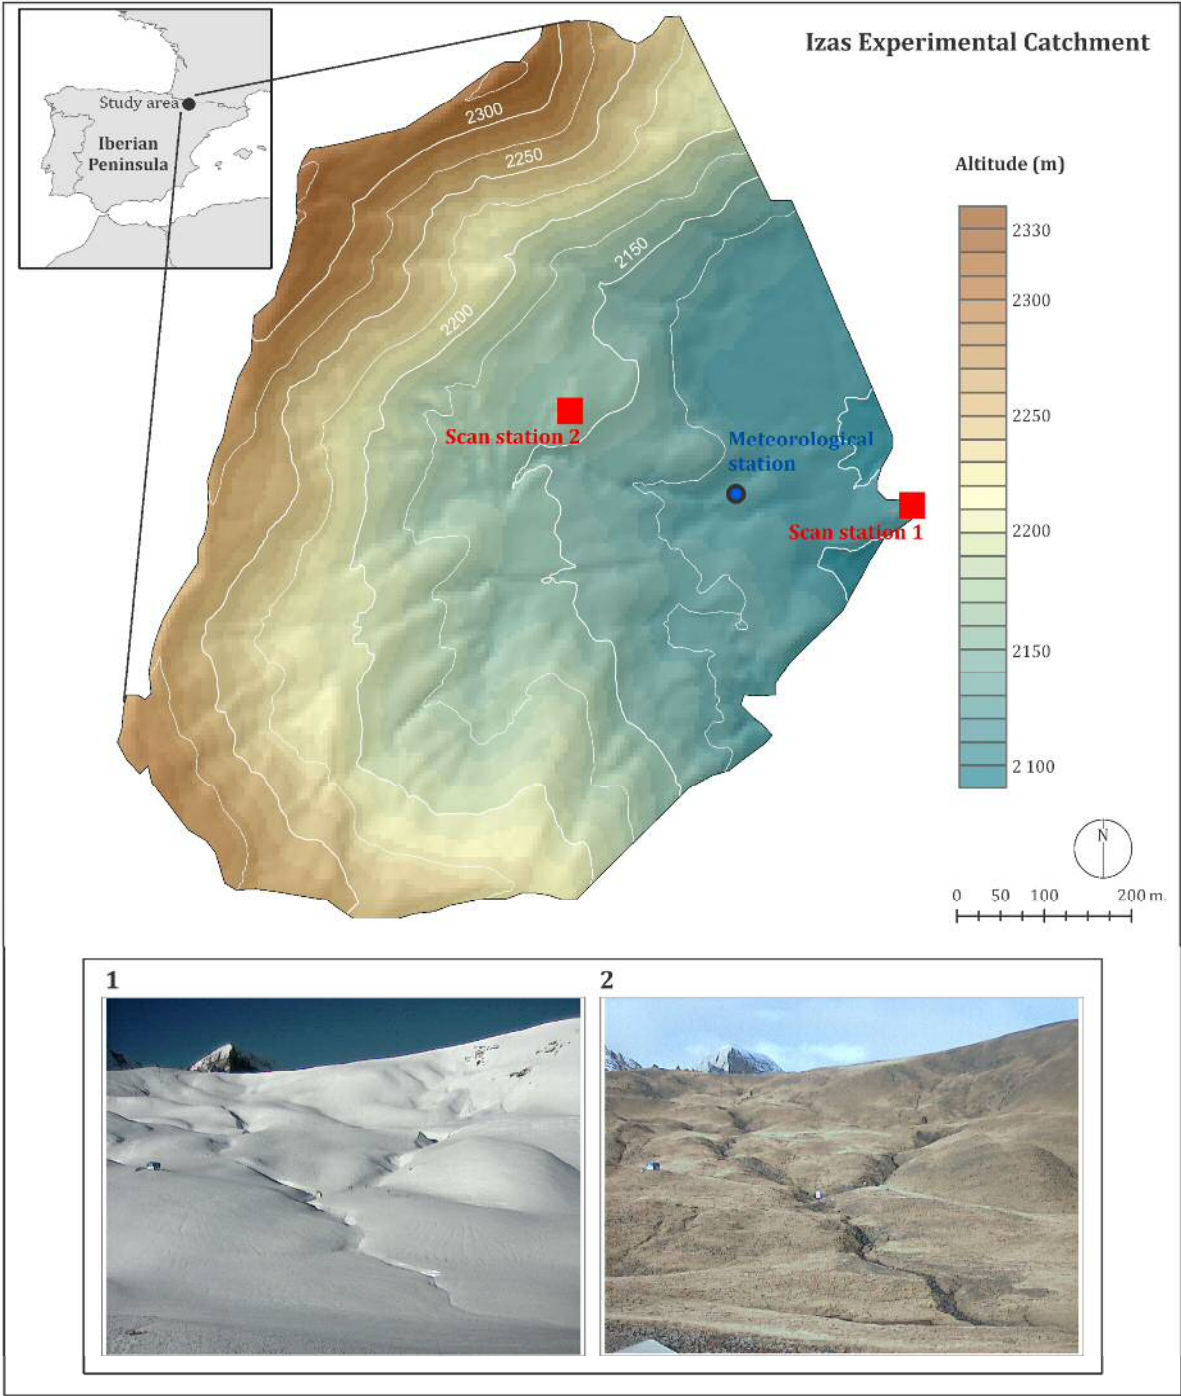 Izas Experimental Catchment
Study area
Iberian
Peninsula
2300
2250
2150
2200
Altitude (m)
2330
2300
2250
2200
2150
2 100
Scan station 2
Meteorological
station
Scan station 1
N
0 50 100 200 m.
1
2